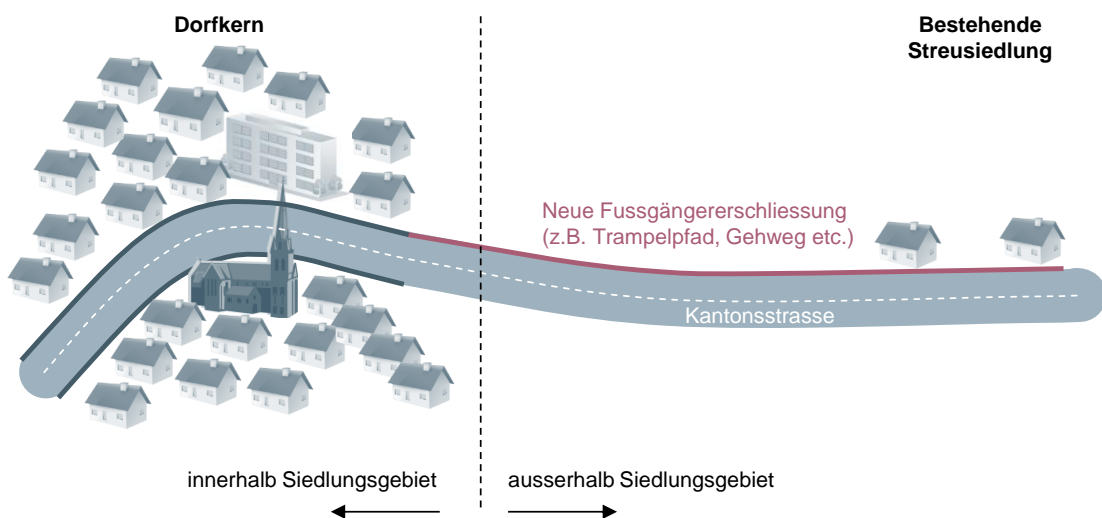 Dorfkern
Bestehende
Streusiedlung
Neue Fussgängererschliessung
(z.B. Trampelpfad, Gehweg etc.)
Kantonsstrasse
innerhalb Siedlungsgebiet
ausserhalb Siedlungsgebiet